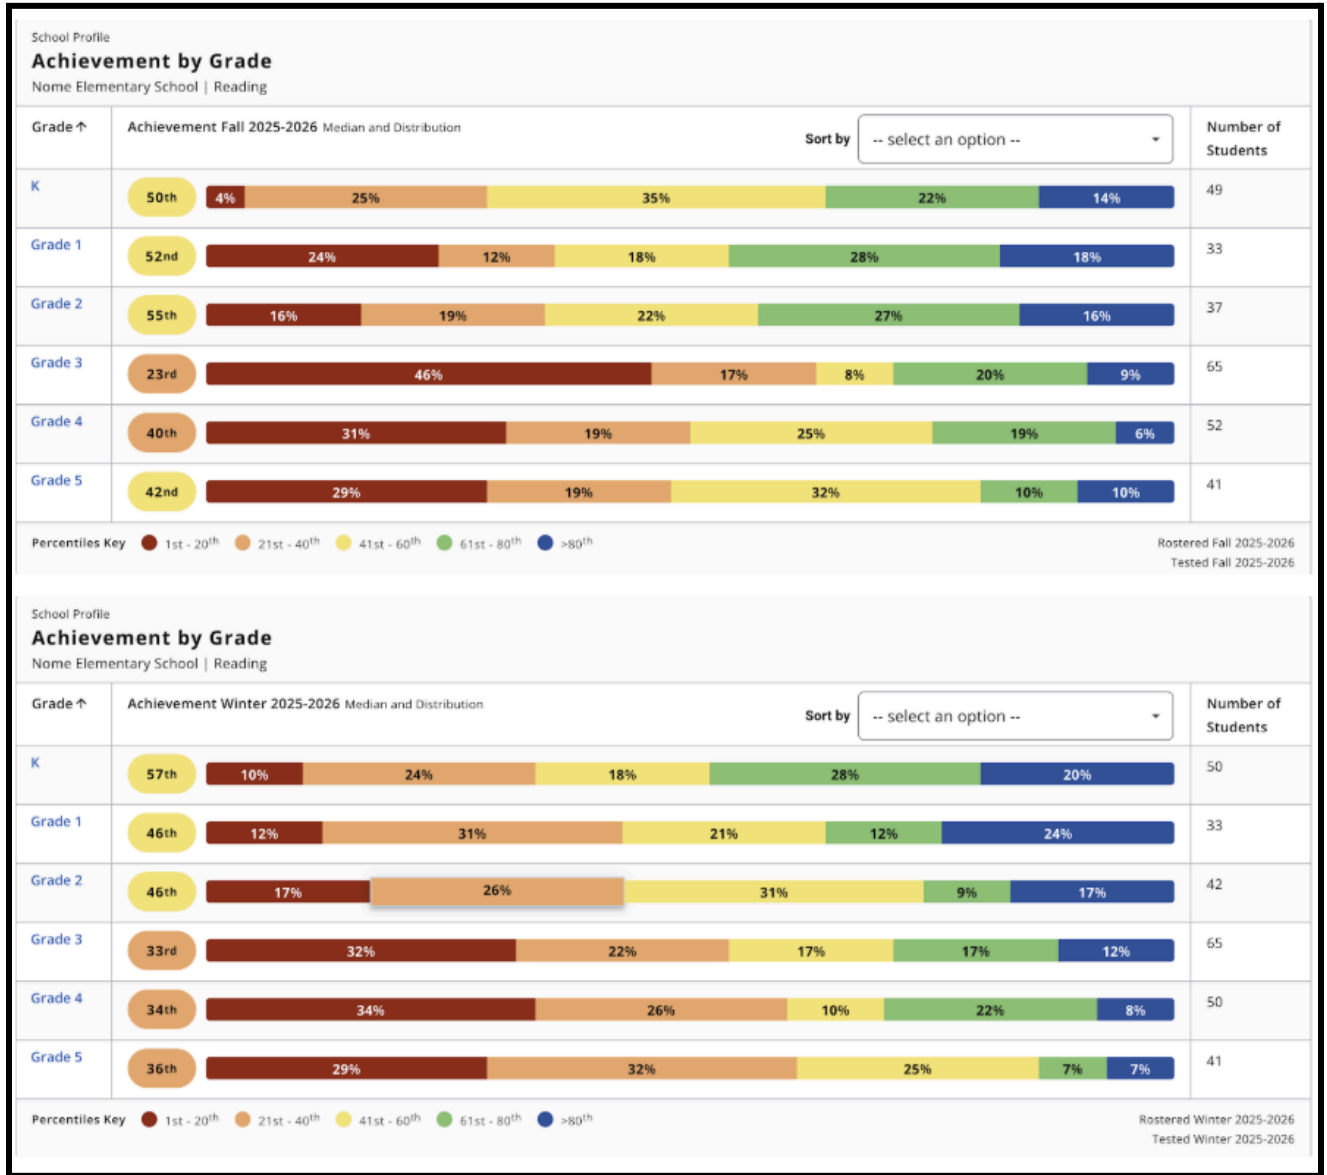 School Profile
Achievement by Grade
Nome Elementary School | Reading
Grade↑ Achievement Fall 2025-2026 Median and Distribution Sort by -- select an option -- Number of Students
K 50th 4% 25% 35% 22% 14% 49
Grade 1 52nd 24% 12% 18% 28% 18% 33
Grade 2 55th 16% 19% 22% 27% 16% 37
Grade 3 23rd 46% 17% 8% 20% 9% 65
Grade 4 40th 31% 19% 25% 19% 6% 52
Grade 5 42nd 29% 19% 32% 10% 10% 41
Percentiles Key 1st - 20th 21st - 40th 41st - 60th 61st - 80th >80th Rostered Fall 2025-2026
Tested Fall 2025-2026
School Profile
Achievement by Grade
Nome Elementary School | Reading
Grade↑ Achievement Winter 2025-2026 Median and Distribution Sort by -- select an option -- Number of Students
K 57th 10% 24% 18% 28% 20% 50
Grade 1 46th 12% 31% 21% 12% 24% 33
Grade 2 46th 17% 26% 31% 9% 17% 42
Grade 3 33rd 32% 22% 17% 17% 12% 65
Grade 4 34th 34% 26% 10% 22% 8% 50
Grade 5 36th 29% 32% 25% 7% 7% 41
Percentiles Key 1st - 20th 21st - 40th 41st - 60th 61st - 80th >80th Rostered Winter 2025-2026
Tested Winter 2025-2026